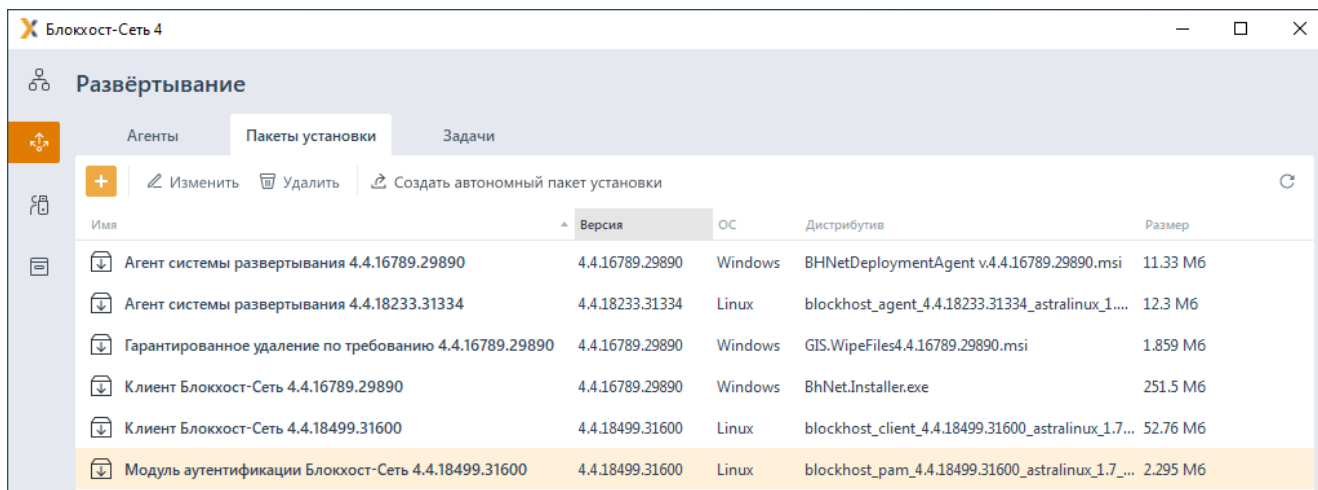 Блокхост-Сеть 4
Развёртывание
Агенты Пакеты установки Задачи
+ Изменить Удалить Создать автономный пакет установки
Имя Версия ОС Дистрибутив Размер
Агент системы развертывания 4.4.16789.29890 4.4.16789.29890 Windows BHNetDeploymentAgent v.4.4.16789.29890.msi 11.33 Мб
Агент системы развертывания 4.4.18233.31334 4.4.18233.31334 Linux blockhost_agent_4.4.18233.31334_astralinux_1.... 12.3 Мб
Гарантированное удаление по требованию 4.4.16789.29890 4.4.16789.29890 Windows GIS.WipeFiles4.4.16789.29890.msi 1.859 Мб
Клиент Блокхост-Сеть 4.4.16789.29890 4.4.16789.29890 Windows BhNet.Installer.exe 251.5 Мб
Клиент Блокхост-Сеть 4.4.18499.31600 4.4.18499.31600 Linux blockhost_client_4.4.18499.31600_astralinux_1.7... 52.76 Мб
Модуль аутентификации Блокхост-Сеть 4.4.18499.31600 4.4.18499.31600 Linux blockhost_pam_4.4.18499.31600_astralinux_1.7_... 2.295 Мб